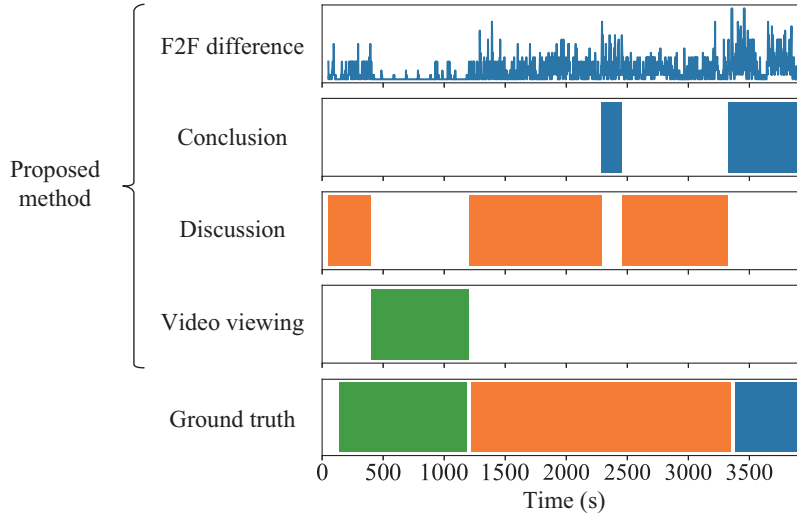 F2F difference
Conclusion
Proposed
method
Discussion
Video viewing
Ground truth
0 500 1000 1500 2000 2500 3000 3500
Time (s)